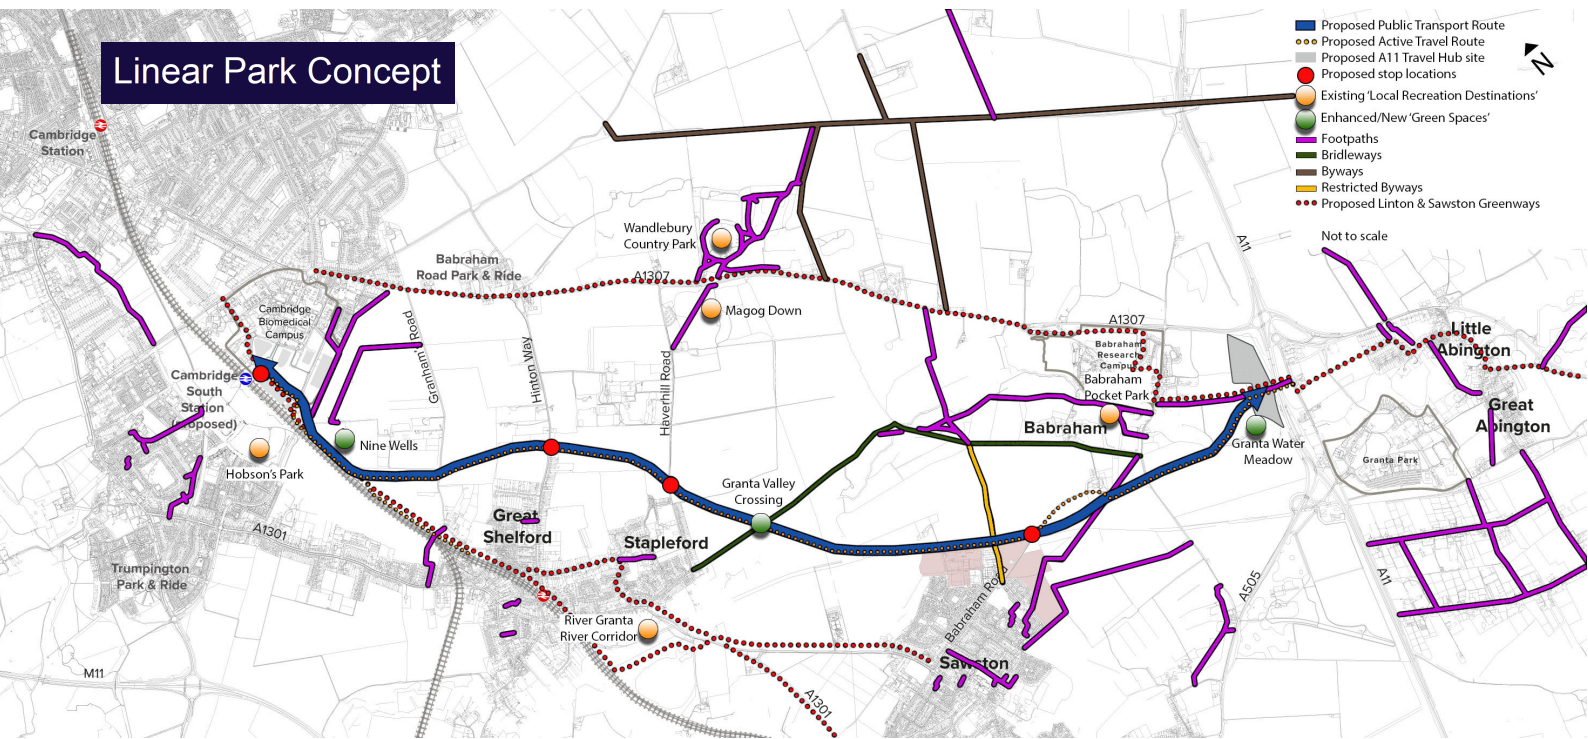 Linear Park Concept
Proposed Public Transport Route
Proposed Active Travel Route
Proposed A11 Travel Hub site
Proposed stop locations
Existing 'Local Recreation Destinations'
Enhanced/New 'Green Spaces'
Footpaths
Bridleways
Byways
Restricted Byways
Proposed Linton & Sawston Greenways
Not to scale
N
Cambridge
Station
Wandlebury
Country Park
A11
Babraham
Road Park & Ride
A1307
Magog Down
Cambridge
Biomedical
Campus
A1307
Babraham
Research
Campus
Little
Abington
Granham's Road
Hinton Way
Haverhill Road
Cambridge
South
Station
(proposed)
Babraham
Pocket Park
Babraham
Great
Abington
Nine Wells
Hobson's Park
Granta Water
Meadow
Granta Park
Granta Valley
Crossing
Great
Shelford
Stapleford
A1301
Trumpington
Park & Ride
Babraham Road
A505
A11
River Granta
River Corridor
Sawston
M11
A1301